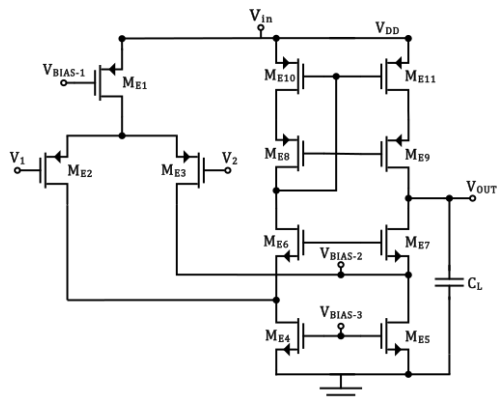 V_in
V_DD
V_BIAS-1
M_E1
M_E10
M_E11
V_1
M_E2
M_E3
V_2
M_E8
M_E9
V_OUT
M_E6
M_E7
V_BIAS-2
C_L
V_BIAS-3
M_E4
M_E5